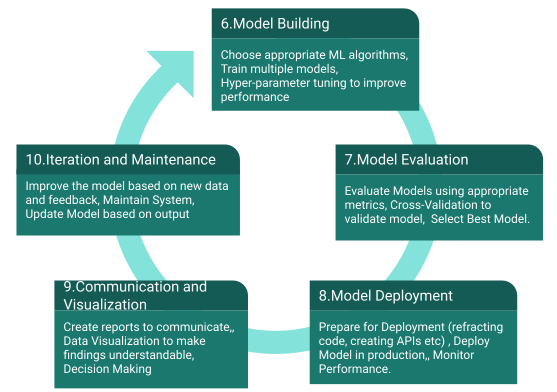 6.Model Building
Choose appropriate ML algorithms,
Train multiple models,
Hyper-parameter tuning to improve
performance
7.Model Evaluation
Evaluate Models using appropriate
metrics, Cross-Validation to
validate model,  Select Best Model.
8.Model Deployment
Prepare for Deployment (refracting
code, creating APIs etc) , Deploy
Model in production,, Monitor
Performance.
9.Communication and
Visualization
Create reports to communicate,,
Data Visualization to make
findings understandable,
Decision Making
10.Iteration and Maintenance
Improve the model based on new data
and feedback, Maintain System,
Update Model based on output